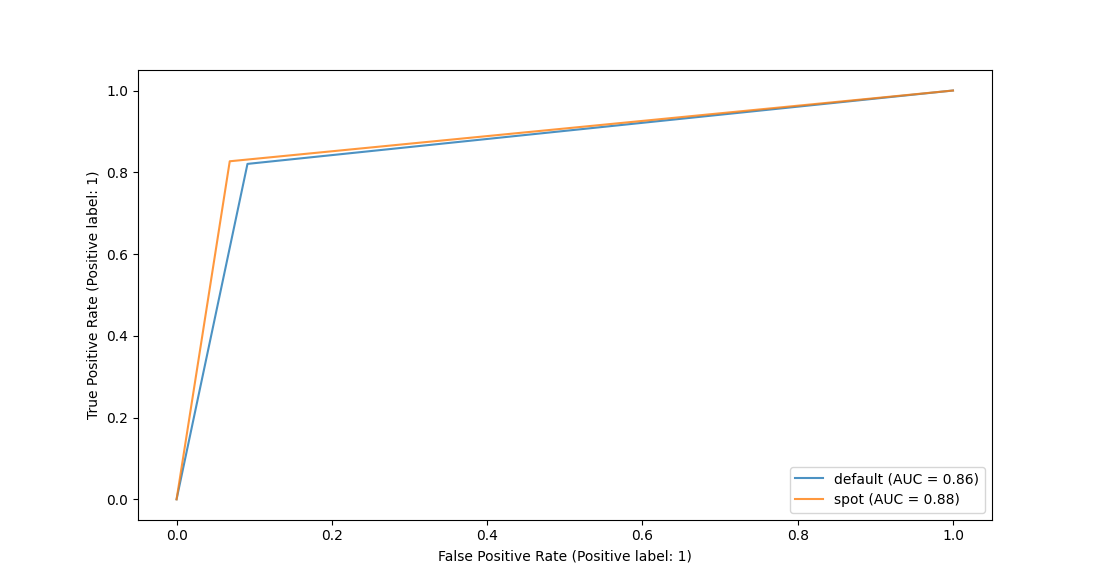 1.0
0.8
0.6
0.4
0.2
0.0
True Positive Rate (Positive label: 1)
default (AUC = 0.86)
spot (AUC = 0.88)
0.0 0.2 0.4 0.6 0.8 1.0
False Positive Rate (Positive label: 1)